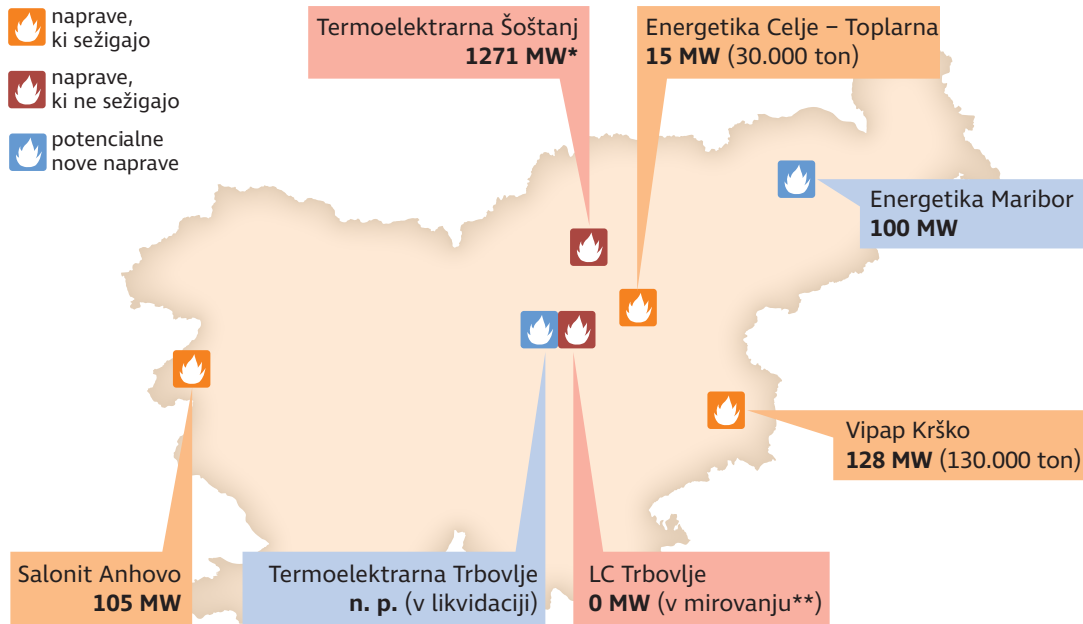 naprave,
ki sežigajo
naprave,
ki ne sežigajo
potencialne
nove naprave
Termoelektrarna Šoštanj
1271 MW*
Energetika Celje – Toplarna
15 MW (30.000 ton)
Energetika Maribor
100 MW
Vipap Krško
128 MW (130.000 ton)
Salonit Anhovo
105 MW
Termoelektrarna Trbovlje
n. p. (v likvidaciji)
LC Trbovlje
0 MW (v mirovanju**)